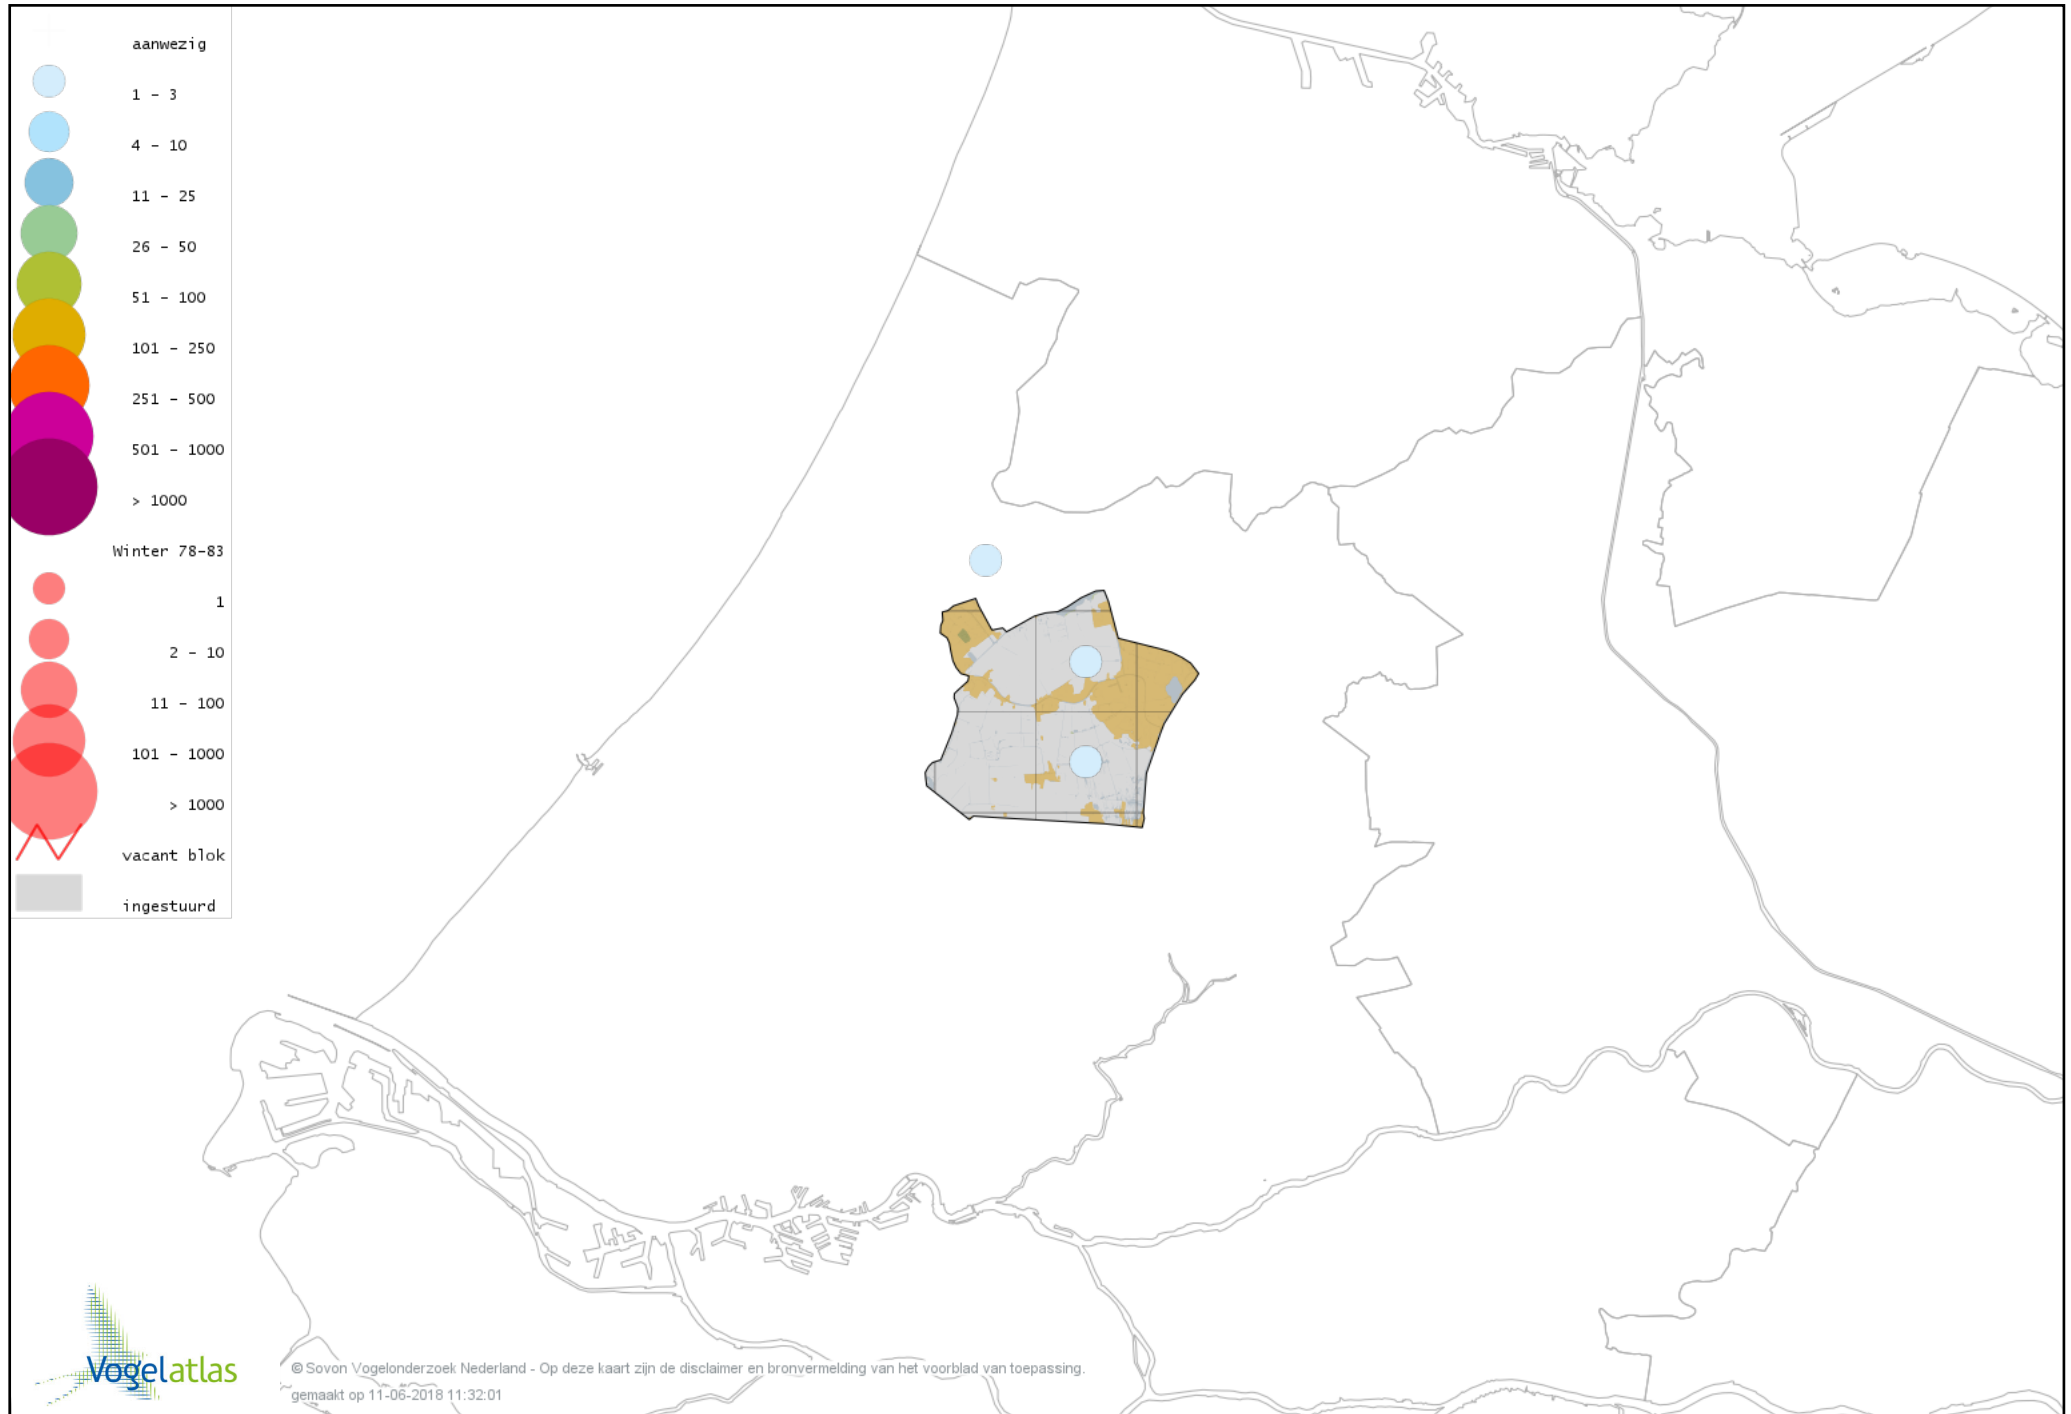 aanwezig
1 - 3
4 - 10
11 - 25
26 - 50
51 - 100
101 - 250
251 - 500
501 - 1000
> 1000
Winter 78-83
1
2 - 10
11 - 100
101 - 1000
> 1000
vacant blok
ingestuurd
Vogelatlas
© Sovon Vogelonderzoek Nederland - Op deze kaart zijn de disclaimer en bronvermelding van het voorblad van toepassing.
gemaakt op 11-06-2018 11:32:01